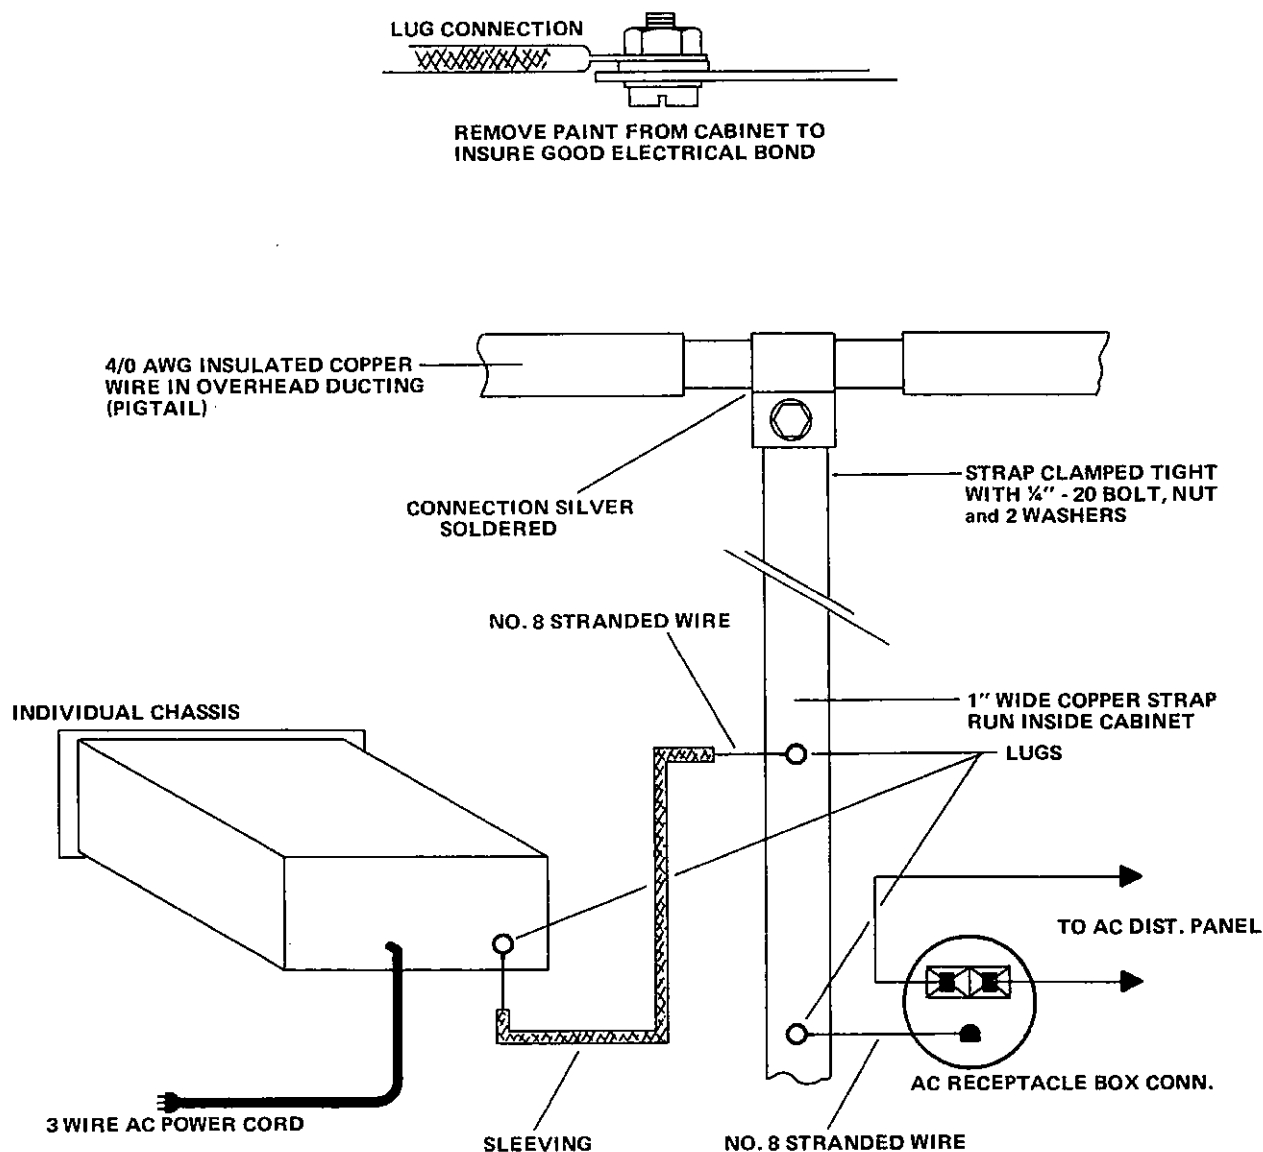 LUG CONNECTION
REMOVE PAINT FROM CABINET TO
INSURE GOOD ELECTRICAL BOND
4/0 AWG INSULATED COPPER
WIRE IN OVERHEAD DUCTING
(PIGTAIL)
CONNECTION SILVER
SOLDERED
STRAP CLAMPED TIGHT
WITH ¼" - 20 BOLT, NUT
and 2 WASHERS
NO. 8 STRANDED WIRE
INDIVIDUAL CHASSIS
1" WIDE COPPER STRAP
RUN INSIDE CABINET
LUGS
TO AC DIST. PANEL
AC RECEPTACLE BOX CONN.
3 WIRE AC POWER CORD
SLEEVING
NO. 8 STRANDED WIRE